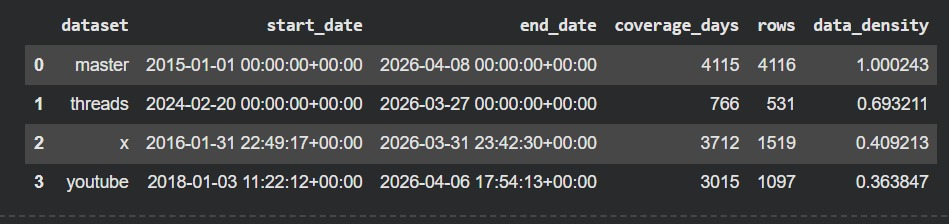 dataset start_date end_date coverage_days rows data_density
0 master 2015-01-01 00:00:00+00:00 2026-04-08 00:00:00+00:00 4115 4116 1.000243
1 threads 2024-02-20 00:00:00+00:00 2026-03-27 00:00:00+00:00 766 531 0.693211
2 x 2016-01-31 22:49:17+00:00 2026-03-31 23:42:30+00:00 3712 1519 0.409213
3 youtube 2018-01-03 11:22:12+00:00 2026-04-06 17:54:13+00:00 3015 1097 0.363847